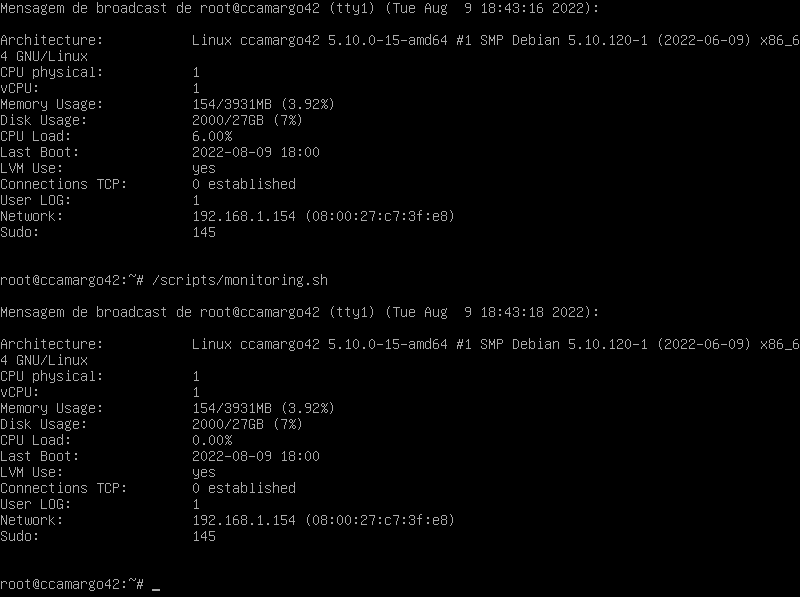 Mensagem de broadcast de root@ccamargo42 (tty1) (Tue Aug  9 18:43:16 2022):
Architecture:           Linux ccamargo42 5.10.0-15-amd64 #1 SMP Debian 5.10.120-1 (2022-06-09) x86_6
4 GNU/Linux
CPU physical:           1
vCPU:                   1
Memory Usage:           154/3931MB (3.92%)
Disk Usage:             2000/27GB (7%)
CPU Load:               6.00%
Last Boot:              2022-08-09 18:00
LVM Use:                yes
Connections TCP:        0 established
User LOG:               1
Network:                192.168.1.154 (08:00:27:c7:3f:e8)
Sudo:                   145
root@ccamargo42:~# /scripts/monitoring.sh
Mensagem de broadcast de root@ccamargo42 (tty1) (Tue Aug  9 18:43:18 2022):
Architecture:           Linux ccamargo42 5.10.0-15-amd64 #1 SMP Debian 5.10.120-1 (2022-06-09) x86_6
4 GNU/Linux
CPU physical:           1
vCPU:                   1
Memory Usage:           154/3931MB (3.92%)
Disk Usage:             2000/27GB (7%)
CPU Load:               0.00%
Last Boot:              2022-08-09 18:00
LVM Use:                yes
Connections TCP:        0 established
User LOG:               1
Network:                192.168.1.154 (08:00:27:c7:3f:e8)
Sudo:                   145
root@ccamargo42:~# _